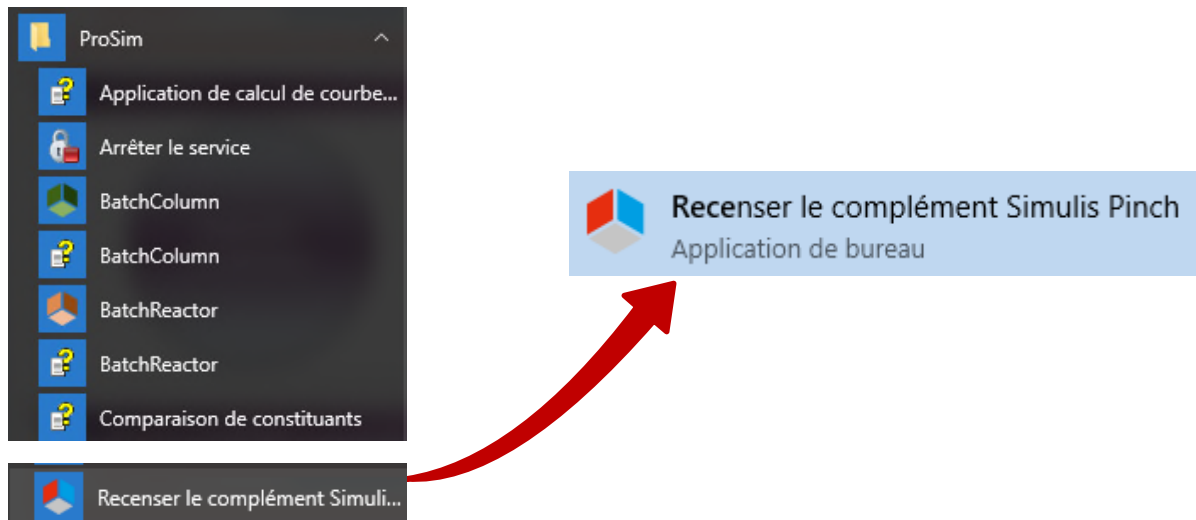 ProSim
Application de calcul de courbe...
Arrêter le service
BatchColumn
BatchColumn
BatchReactor
BatchReactor
Comparaison de constituants
Recenser le complément Simuli...
Recenser le complément Simulis Pinch
Application de bureau